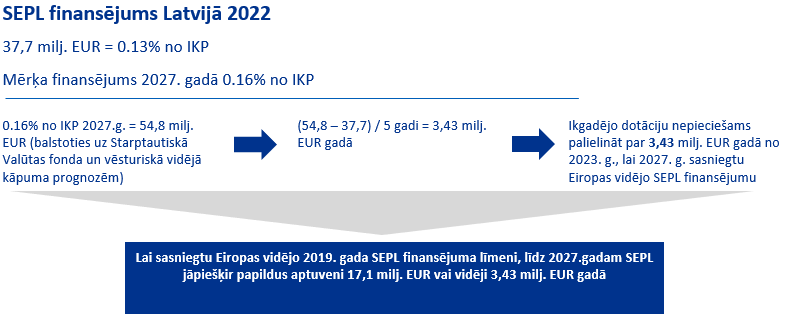 SEPL finansējums Latvijā 2022
37,7 milj. EUR = 0.13% no IKP
Mērķa finansējums 2027. gadā 0.16% no IKP
0.16% no IKP 2027.g. = 54,8 milj.
EUR (balstoties uz Starptautiskā
Valūtas fonda un vēsturiskā vidējā
kāpuma prognozēm)
(54,8 – 37,7) / 5 gadi = 3,43 milj.
EUR gadā
Ikgadējo dotāciju nepieciešams
palielināt par 3,43 milj. EUR gadā no
2023. g., lai 2027. g. sasniegtu
Eiropas vidējo SEPL finansējumu
Lai sasniegtu Eiropas vidējo 2019. gada SEPL finansējuma līmeni, līdz 2027.gadam SEPL
jāpiešķir papildus aptuveni 17,1 milj. EUR vai vidēji 3,43 milj. EUR gadā